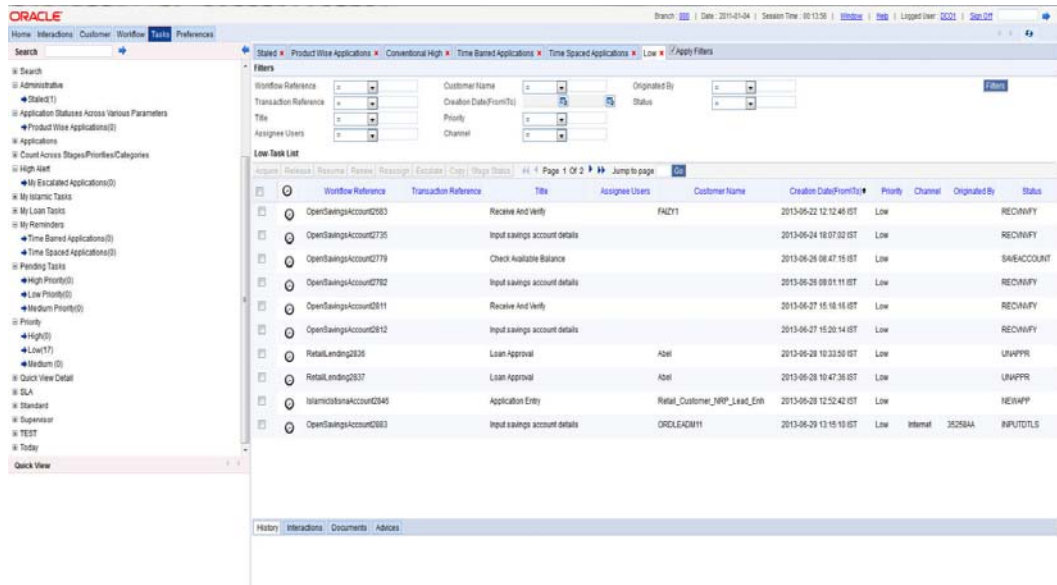 ORACLE
Branch : 000 | Date : 2011-01-04 | Session Time : 00:13:56 | Window | Help | Logged User : DCO1 | Sign Off
Home Interactions Customer Workflow Tasks Preferences
Search
Staled x Product Wise Applications x Conventional High x Time Barred Applications x Time Spaced Applications x Low x Apply Filters
Search
Administrative
Staled(1)
Application Statuses Across Various Parameters
Product Wise Applications(0)
Applications
Count Across Stages/Priorities/Categories
High Alert
My Escalated Applications(0)
My Islamic Tasks
My Loan Tasks
My Reminders
Time Barred Applications(0)
Time Spaced Applications(0)
Pending Tasks
High Priority(0)
Low Priority(0)
Medium Priority(0)
Priority
High(0)
Low(17)
Medium (0)
Quick View Detail
SLA
Standard
Supervisor
TEST
Today
Quick View
Filters
Workflow Reference = Customer Name = Originated By = Filters
Transaction Reference = Creation Date(From\To) Status =
Title = Priority =
Assignee Users = Channel =
Low-Task List
Acquire Release Resume Renew Reassign Escalate Copy Stage Status Page 1 Of 2 Jump to page Go
Workflow Reference Transaction Reference Title Assignee Users Customer Name Creation Date(From\To) Priority Channel Originated By Status
OpenSavingsAccount2683 Receive And Verify FAIZY1 2013-06-22 12:12:46 IST Low RECVNVFY
OpenSavingsAccount2735 Input savings account details 2013-06-24 18:07:02 IST Low RECVNVFY
OpenSavingsAccount2779 Check Available Balance 2013-06-26 08:47:15 IST Low SAVEACCOUNT
OpenSavingsAccount2782 Input savings account details 2013-06-26 09:01:11 IST Low RECVNVFY
OpenSavingsAccount2811 Receive And Verify 2013-06-27 15:18:16 IST Low RECVNVFY
OpenSavingsAccount2812 Input savings account details 2013-06-27 15:20:14 IST Low RECVNVFY
RetailLending2836 Loan Approval Abel 2013-06-28 10:33:50 IST Low UNAPPR
RetailLending2837 Loan Approval Abel 2013-06-28 10:47:36 IST Low UNAPPR
IslamicIstisnaAccount2846 Application Entry Retail_Customer_NRP_Lead_Enh 2013-06-28 12:52:42 IST Low NEWAPP
OpenSavingsAccount2883 Input savings account details ORDLEADM11 2013-06-29 13:15:10 IST Low Internet 35258AA INPUTDTLS
History Interactions Documents Advices